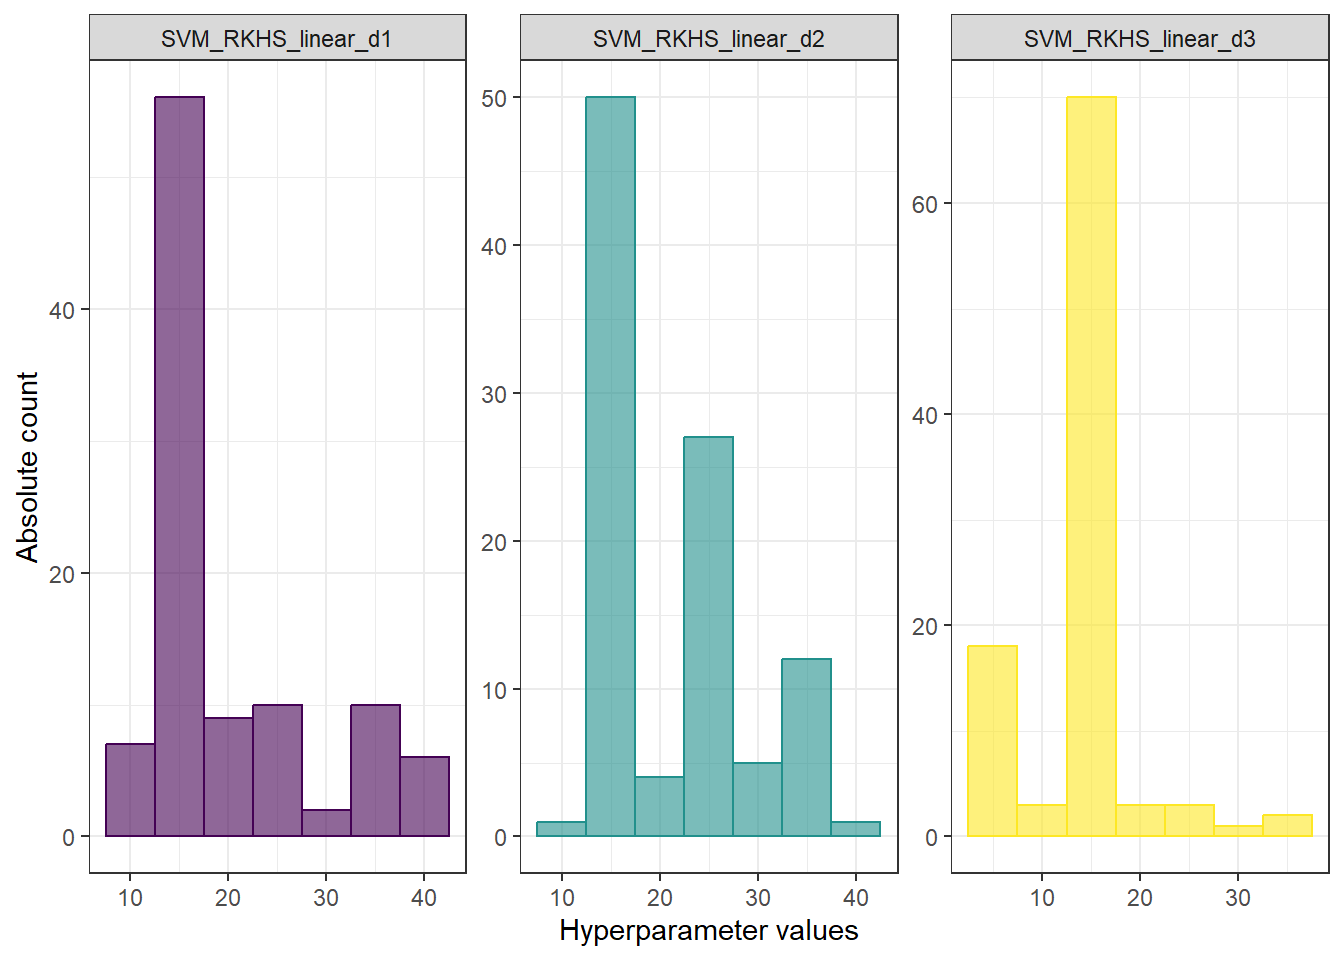 SVM_RKHS_linear_d1
SVM_RKHS_linear_d2
SVM_RKHS_linear_d3
Absolute count
40
20
0
50
40
30
20
10
0
60
40
20
0
10 20 30 40
10 20 30 40
10 20 30
Hyperparameter values